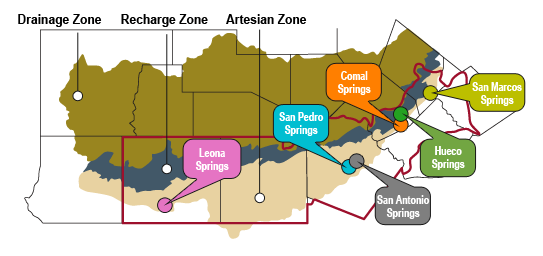 Drainage Zone
Recharge Zone
Artesian Zone
Comal
Springs
San Marcos
Springs
San Pedro
Springs
Leona
Springs
Hueco
Springs
San Antonio
Springs